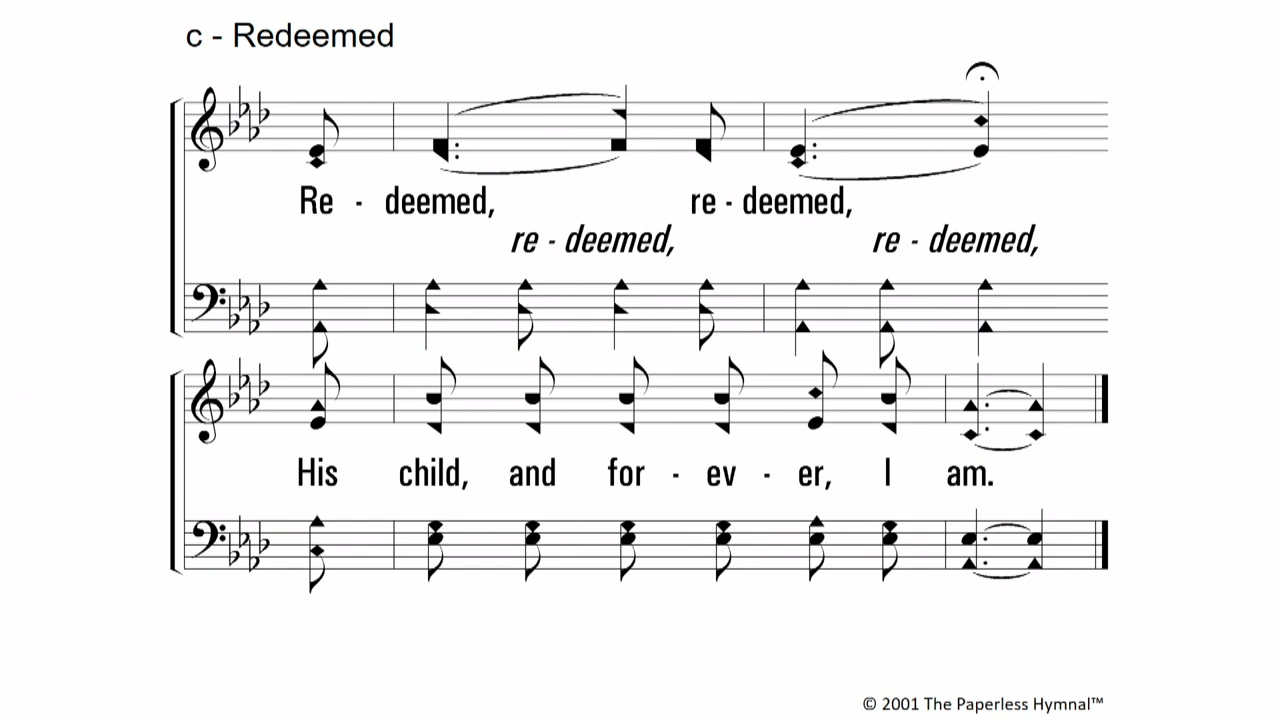 c - Redeemed
Re - deemed, re - deemed,
re - deemed, re - deemed,
His child, and for - ev - er, I am.
© 2001 The Paperless Hymnal™